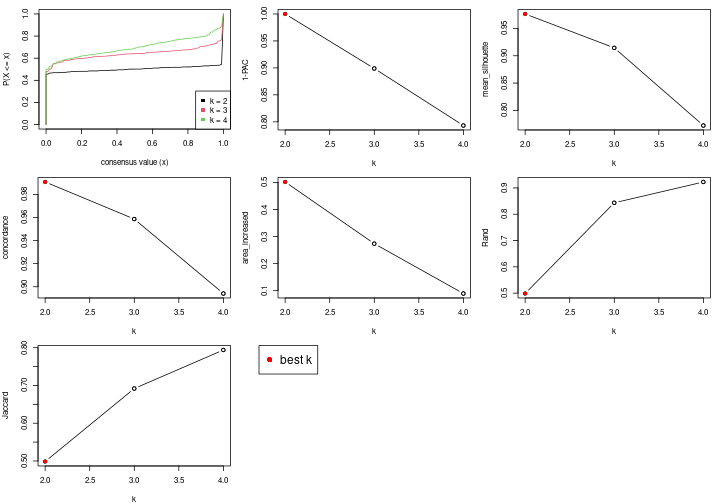 P(X <= x)
0.0 0.2 0.4 0.6 0.8 1.0
k = 2
k = 3
k = 4
0.0 0.2 0.4 0.6 0.8 1.0
consensus value (x)
1-PAC
0.80 0.85 0.90 0.95 1.00
2.0 2.5 3.0 3.5 4.0
k
mean_silhouette
0.80 0.85 0.90 0.95
2.0 2.5 3.0 3.5 4.0
k
concordance
0.90 0.92 0.94 0.96 0.98
2.0 2.5 3.0 3.5 4.0
k
area_increased
0.1 0.2 0.3 0.4 0.5
2.0 2.5 3.0 3.5 4.0
k
Rand
0.5 0.6 0.7 0.8 0.9
2.0 2.5 3.0 3.5 4.0
k
Jaccard
0.50 0.60 0.70 0.80
2.0 2.5 3.0 3.5 4.0
k
best k